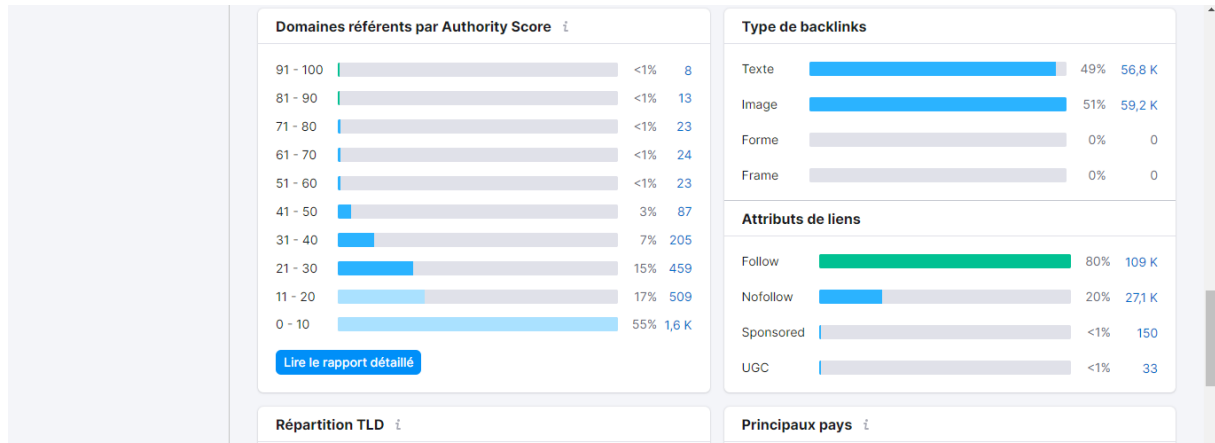 Domaines référents par Authority Score i
91 - 100 <1% 8
81 - 90 <1% 13
71 - 80 <1% 23
61 - 70 <1% 24
51 - 60 <1% 23
41 - 50 3% 87
31 - 40 7% 205
21 - 30 15% 459
11 - 20 17% 509
0 - 10 55% 1,6 K
Lire le rapport détaillé
Type de backlinks
Texte 49% 56,8 K
Image 51% 59,2 K
Forme 0% 0
Frame 0% 0
Attributs de liens
Follow 80% 109 K
Nofollow 20% 27,1 K
Sponsored <1% 150
UGC <1% 33
Répartition TLD i
Principaux pays i